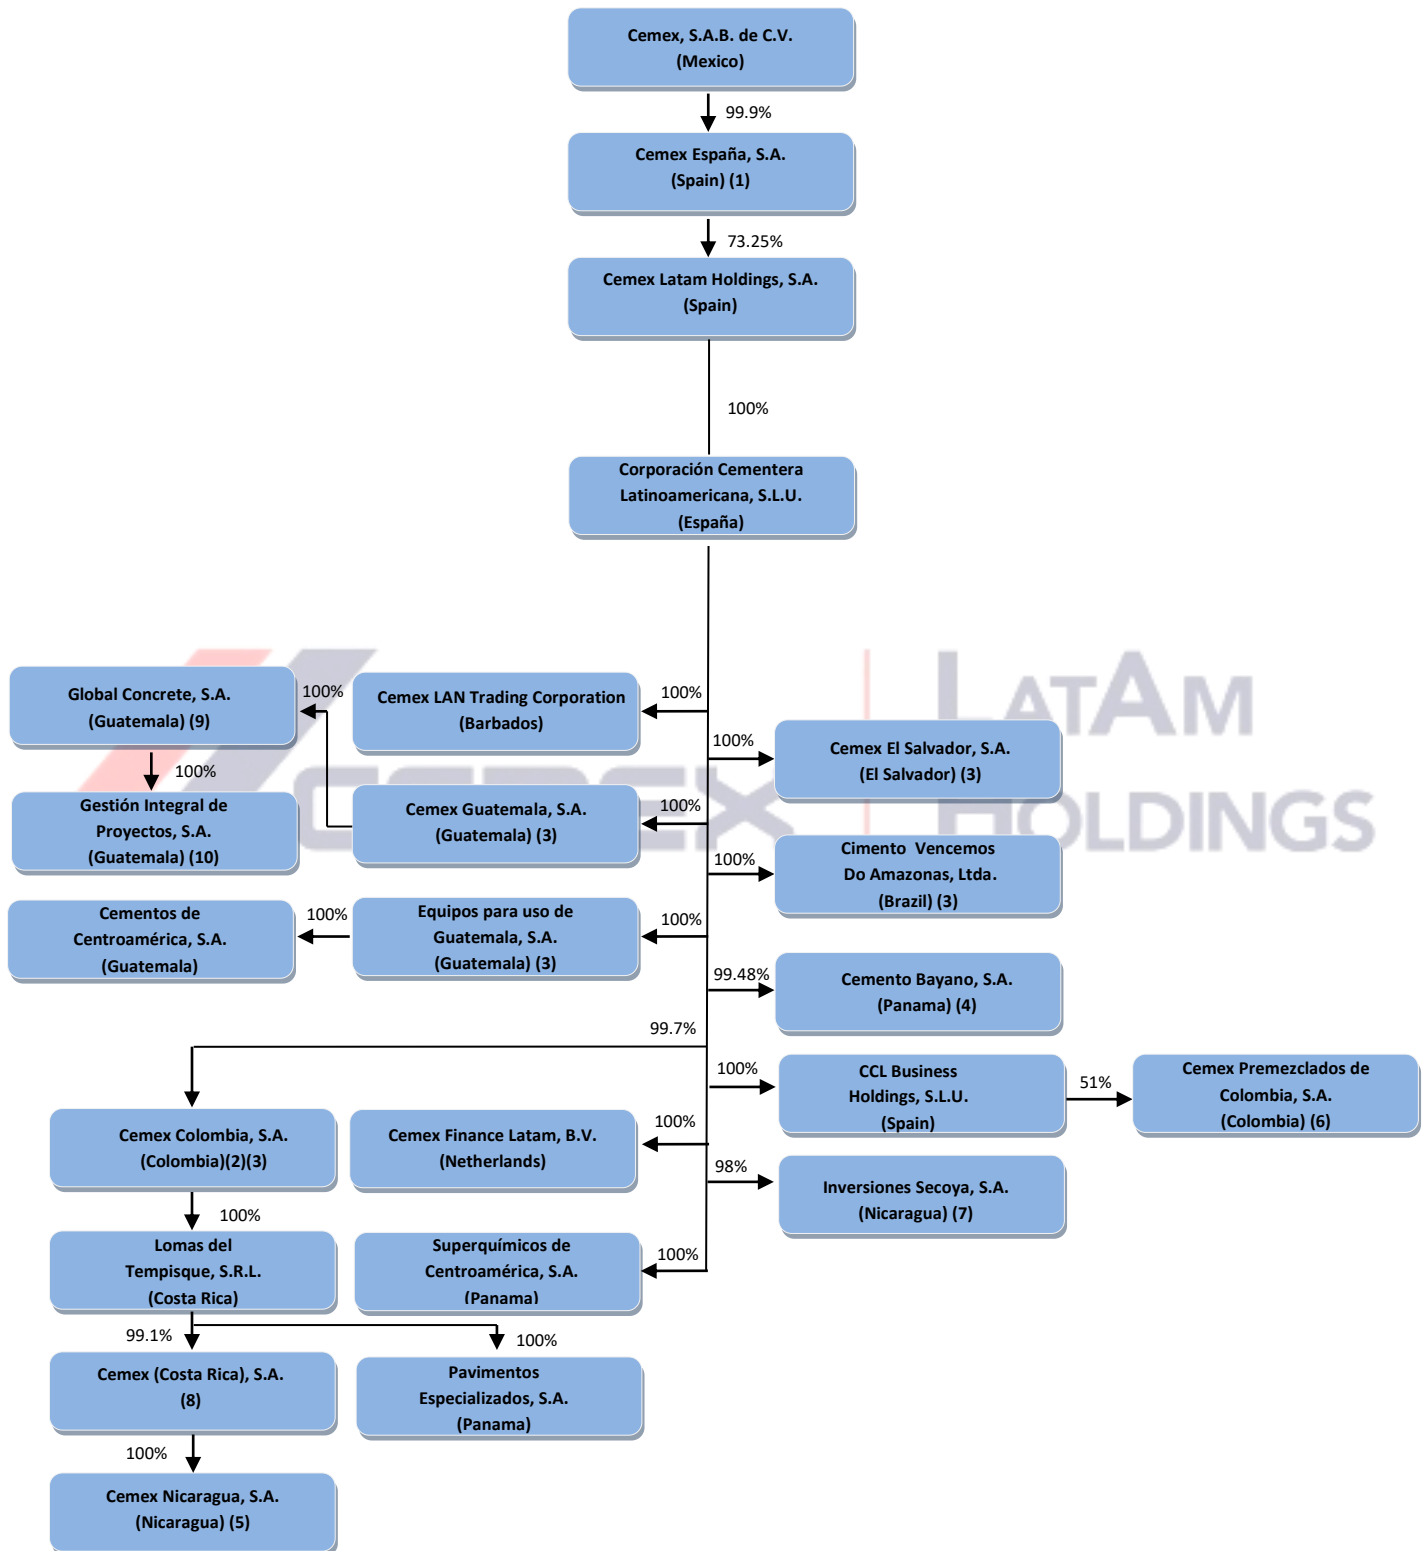 Cemex, S.A.B. de C.V.
(Mexico)
99.9%
Cemex España, S.A.
(Spain) (1)
73.25%
Cemex Latam Holdings, S.A.
(Spain)
100%
Corporación Cementera
Latinoamericana, S.L.U.
(España)
Global Concrete, S.A.
(Guatemala) (9)
100%
Cemex LAN Trading Corporation
(Barbados)
100%
100%
Cemex El Salvador, S.A.
(El Salvador) (3)
LATAM
HOLDINGS
CEMEX
100%
Gestión Integral de
Proyectos, S.A.
(Guatemala) (10)
Cemex Guatemala, S.A.
(Guatemala) (3)
100%
100%
Cimento Vencemos
Do Amazonas, Ltda.
(Brazil) (3)
Cementos de
Centroamérica, S.A.
(Guatemala)
100%
Equipos para uso de
Guatemala, S.A.
(Guatemala) (3)
100%
99.48%
Cemento Bayano, S.A.
(Panama) (4)
99.7%
100%
CCL Business
Holdings, S.L.U.
(Spain)
51%
Cemex Premezclados de
Colombia, S.A.
(Colombia) (6)
Cemex Colombia, S.A.
(Colombia)(2)(3)
Cemex Finance Latam, B.V.
(Netherlands)
100%
98%
Inversiones Secoya, S.A.
(Nicaragua) (7)
100%
Lomas del
Tempisque, S.R.L.
(Costa Rica)
Superquímicos de
Centroamérica, S.A.
(Panama)
100%
99.1%
100%
Cemex (Costa Rica), S.A.
(8)
Pavimentos
Especializados, S.A.
(Panama)
100%
Cemex Nicaragua, S.A.
(Nicaragua) (5)